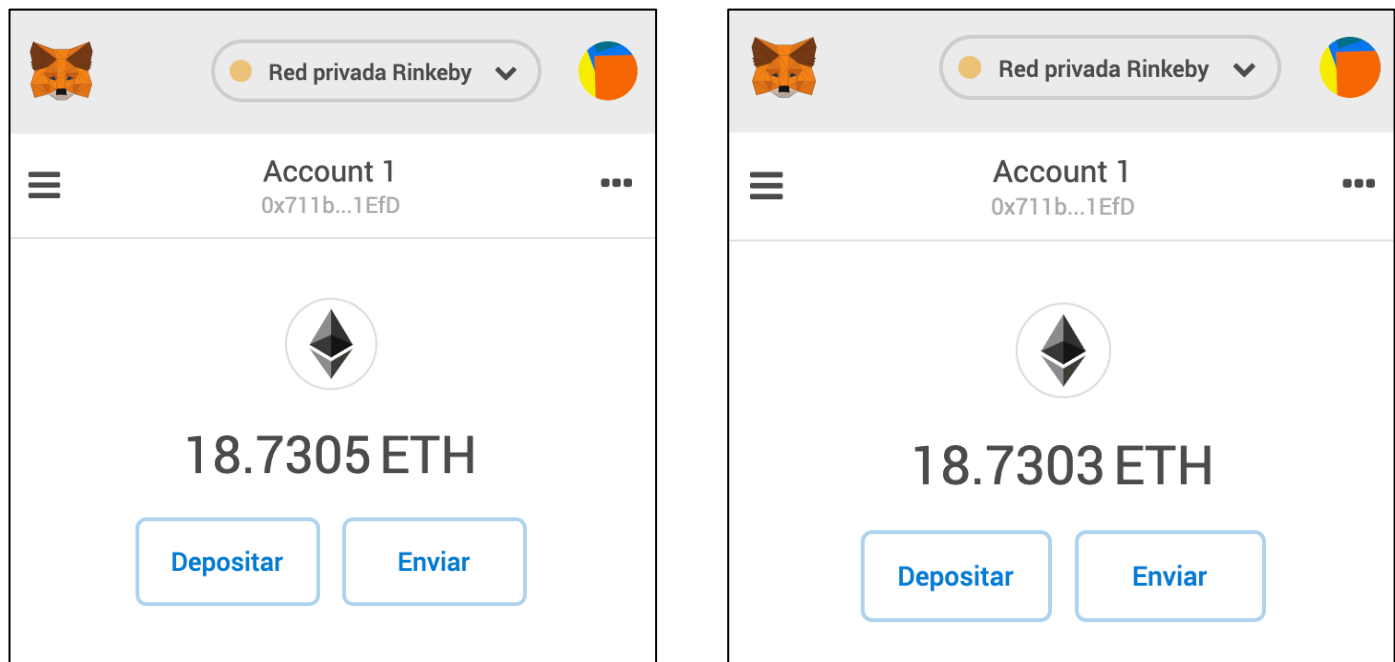 Red privada Rinkeby
Account 1
0x711b...1EfD
18.7305 ETH
Depositar
Enviar
Red privada Rinkeby
Account 1
0x711b...1EfD
18.7303 ETH
Depositar
Enviar